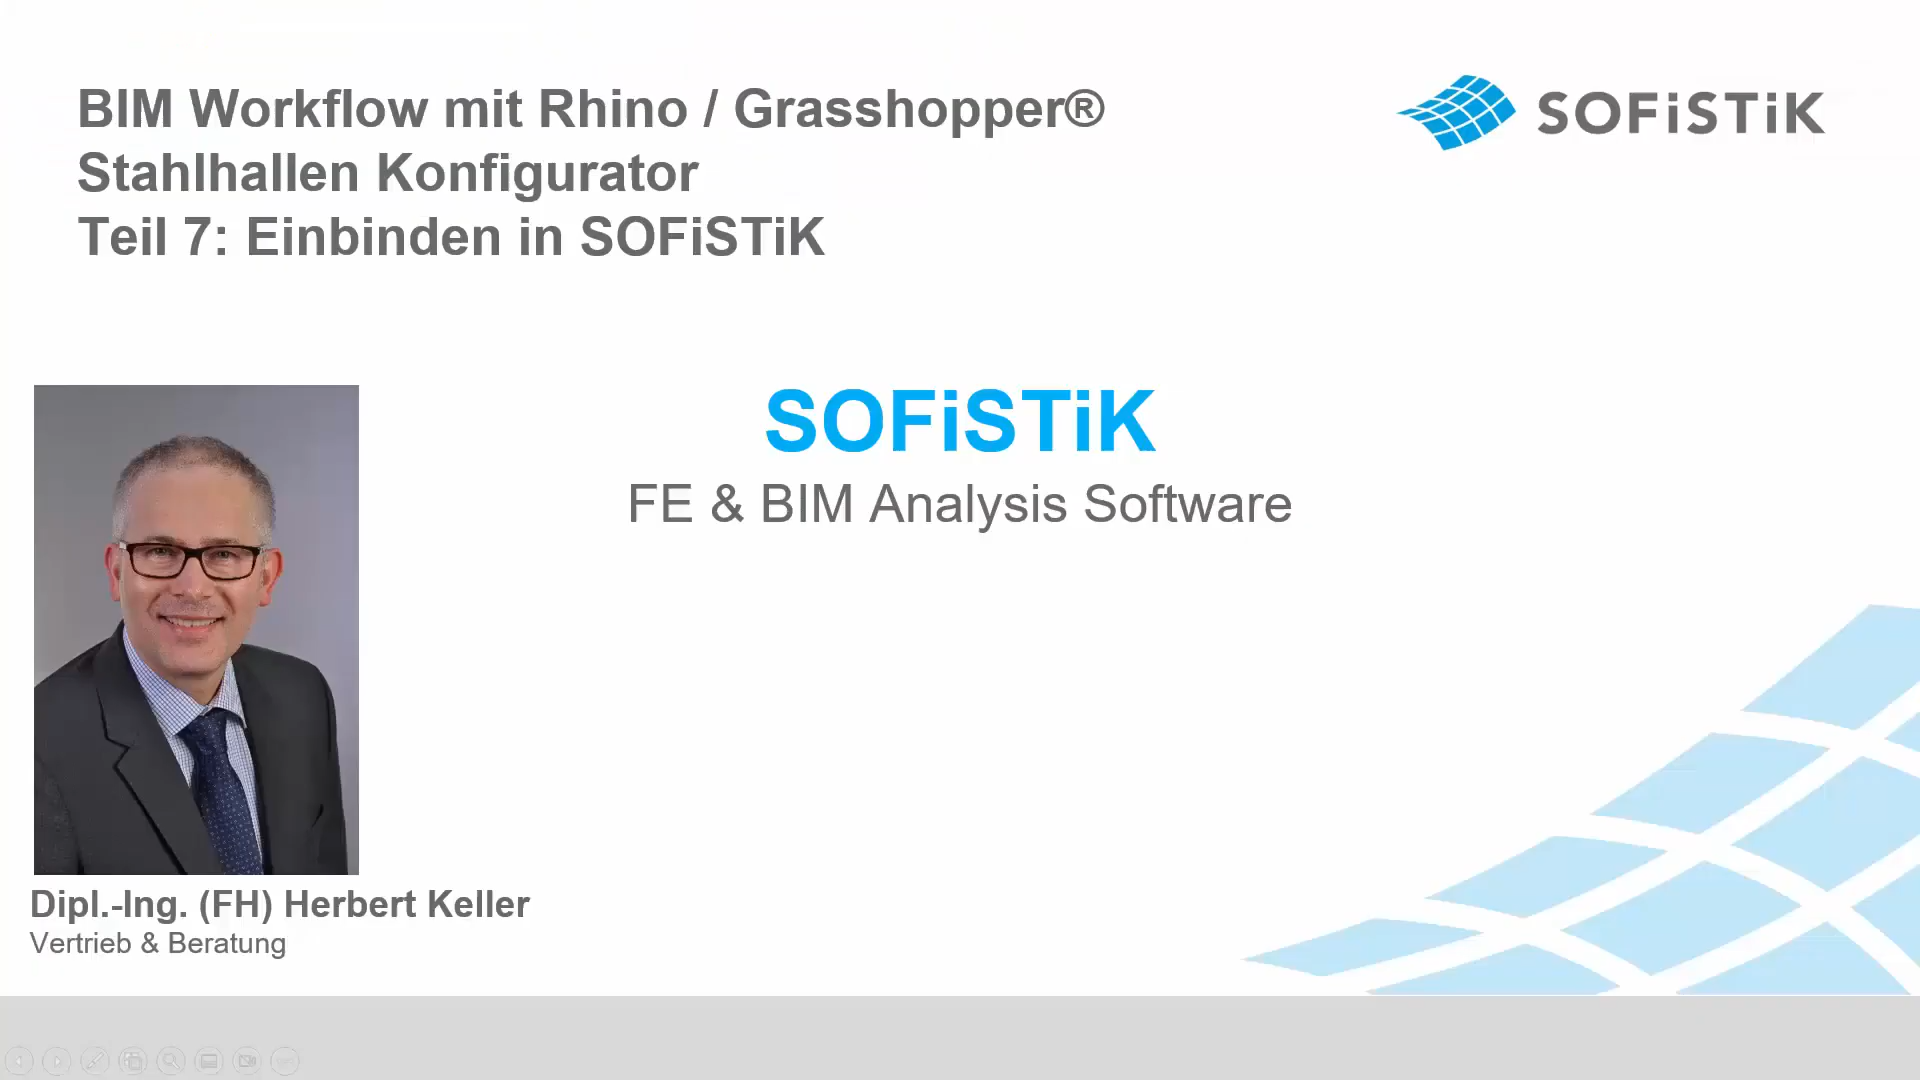 BIM Workflow mit Rhino / Grasshopper®
Stahlhallen Konfigurator
Teil 7: Einbinden in SOFiSTiK
SOFiSTiK
SOFiSTiK
FE & BIM Analysis Software
Dipl.-Ing. (FH) Herbert Keller
Vertrieb & Beratung